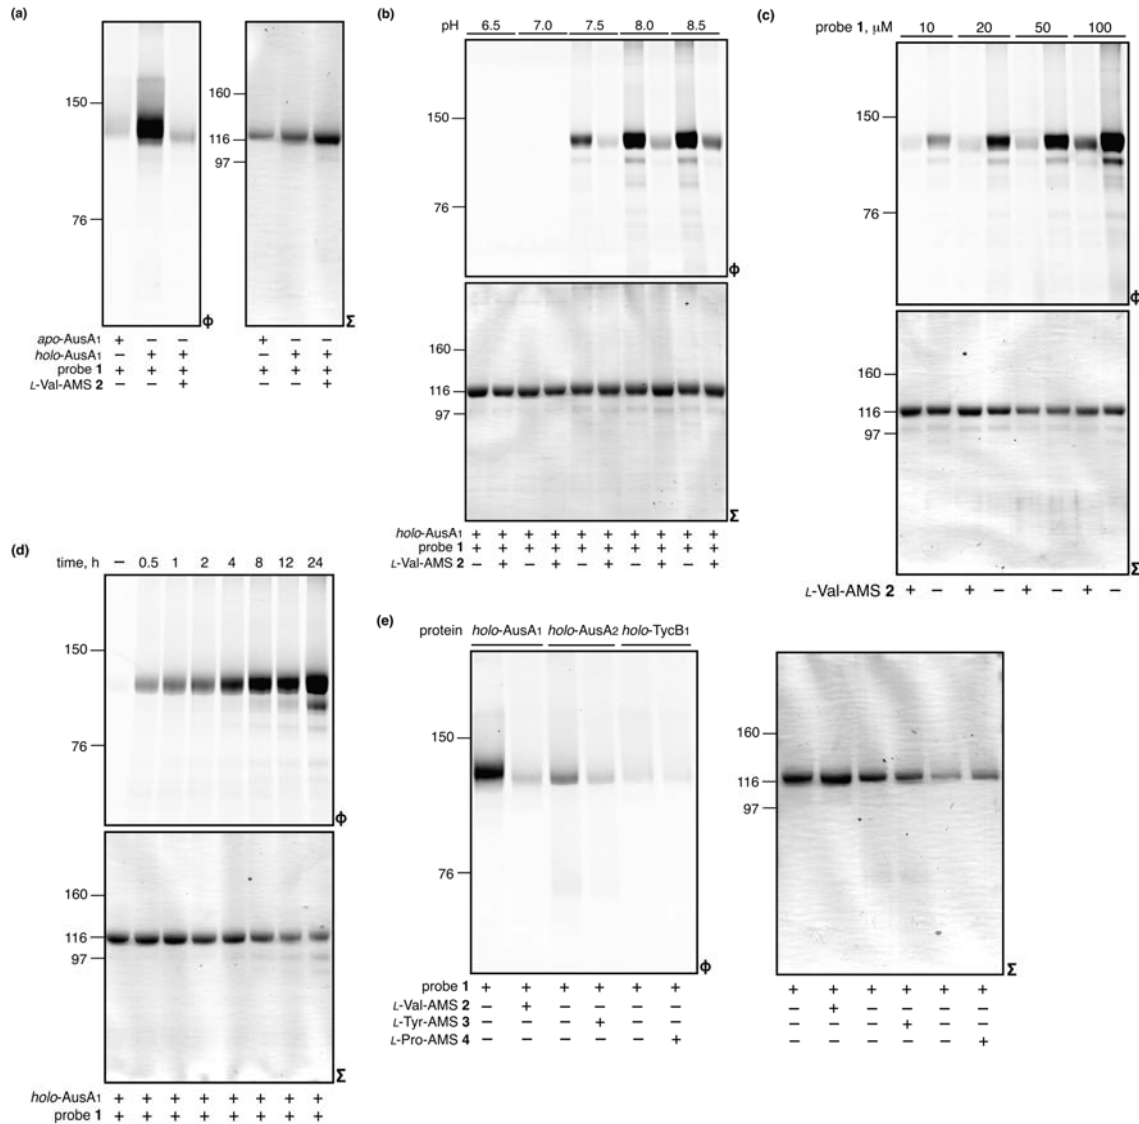 (a)
150
76
Φ
160
116
97
Σ
apo-AusA1 + – –
holo-AusA1 – + + – + +
probe 1 + + + + + +
L-Val-AMS 2 – – + – – +
+ – –
(b)
pH 6.5 7.0 7.5 8.0 8.5
150
76
Φ
160
116
97
Σ
holo-AusA1 + + + + + + + + + +
probe 1 + + + + + + + + + +
L-Val-AMS 2 – + – + – + – + – +
(c)
probe 1, μM 10 20 50 100
150
76
Φ
160
116
97
Σ
L-Val-AMS 2 + – + – + – + –
(d)
time, h – 0.5 1 2 4 8 12 24
150
76
Φ
160
116
97
Σ
holo-AusA1 + + + + + + + +
probe 1 + + + + + + + +
(e)
protein holo-AusA1 holo-AusA2 holo-TycB1
150
76
Φ
160
116
97
Σ
probe 1 + + + + + + + + + + + +
L-Val-AMS 2 – + – – – – – + – – – –
L-Tyr-AMS 3 – – – + – – – – – + – –
L-Pro-AMS 4 – – – – – + – – – – – +